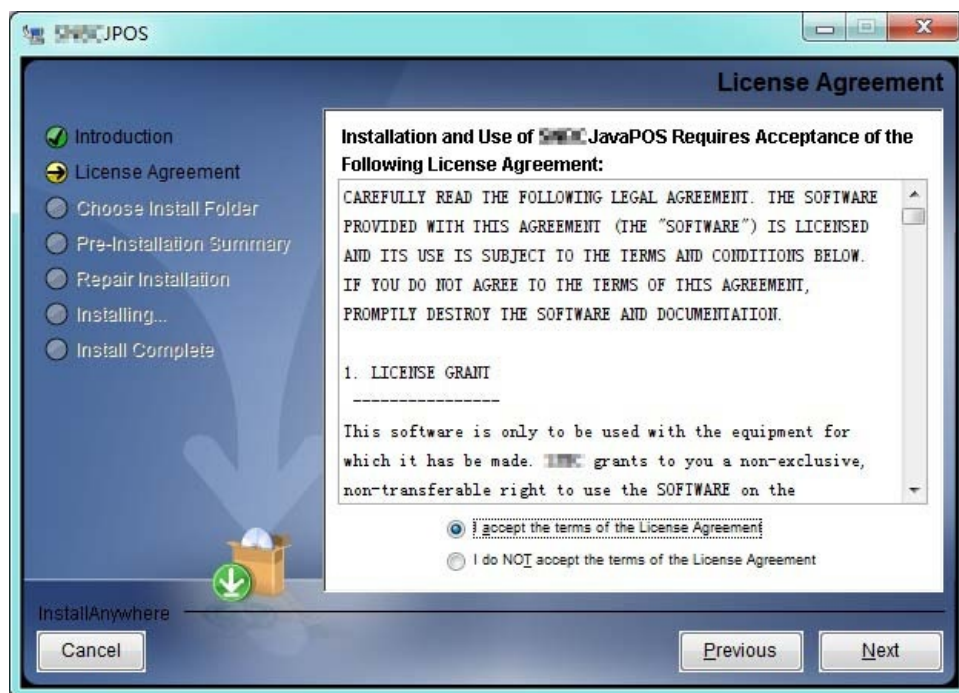 JPOS
License Agreement
Introduction
License Agreement
Choose Install Folder
Pre-Installation Summary
Repair Installation
Installing...
Install Complete
Installation and Use of JavaPOS Requires Acceptance of the
Following License Agreement:
CAREFULLY READ THE FOLLOWING LEGAL AGREEMENT. THE SOFTWARE
PROVIDED WITH THIS AGREEMENT (THE "SOFTWARE") IS LICENSED
AND ITS USE IS SUBJECT TO THE TERMS AND CONDITIONS BELOW.
IF YOU DO NOT AGREE TO THE TERMS OF THIS AGREEMENT,
PROMPTLY DESTROY THE SOFTWARE AND DOCUMENTATION.
1. LICENSE GRANT
----------------
This software is only to be used with the equipment for
which it has be made. grants to you a non-exclusive,
non-transferable right to use the SOFTWARE on the
I accept the terms of the License Agreement
I do NOT accept the terms of the License Agreement
InstallAnywhere
Cancel
Previous
Next